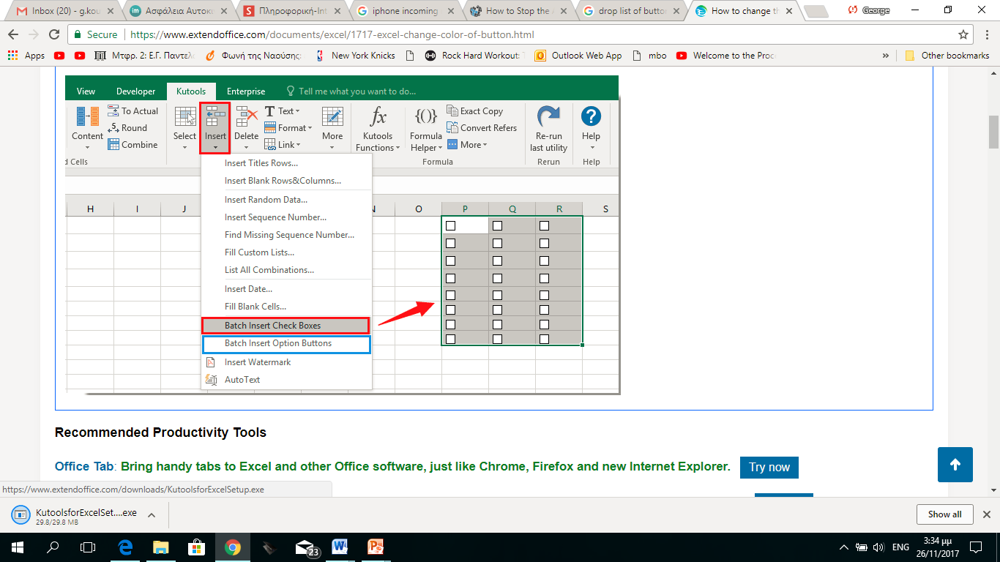 Inbox (20) - g.kou
Ασφάλεια Αυτοκι
Πληροφορική-Int
iphone incoming
How to Stop the A
drop list of button
How to change th
George
Secure
https://www.extendoffice.com/documents/excel/1717-excel-change-color-of-button.html
Apps
Μτφρ. 2: Ε.Γ. Παντελ
Φωνή της Ναούσης:
New York Knicks
Rock Hard Workout:
Outlook Web App
mbo
Welcome to the Proc
»
Other bookmarks
View
Developer
Kutools
Enterprise
Tell me what you want to do...
Content
To Actual
Round
Combine
Select
Insert
Delete
Text
Format
Link
More
Kutools
Functions
Formula
Helper
Exact Copy
Convert Refers
More
Re-run
last utility
Help
d Cells
Formula
Rerun
Help
Insert Titles Rows...
Insert Blank Rows&Columns...
Insert Random Data...
Insert Sequence Number...
Find Missing Sequence Number...
Fill Custom Lists...
List All Combinations...
Insert Date...
Fill Blank Cells...
Batch Insert Check Boxes
Batch Insert Option Buttons
Insert Watermark
AutoText
H I J N O P Q R S
Recommended Productivity Tools
Office Tab: Bring handy tabs to Excel and other Office software, just like Chrome, Firefox and new Internet Explorer.
Try now
https://www.extendoffice.com/downloads/KutoolsforExcelSetup.exe
KutoolsforExcelSet....exe
29.8/29.8 MB
Show all
23
ENG
3:34 μμ
26/11/2017